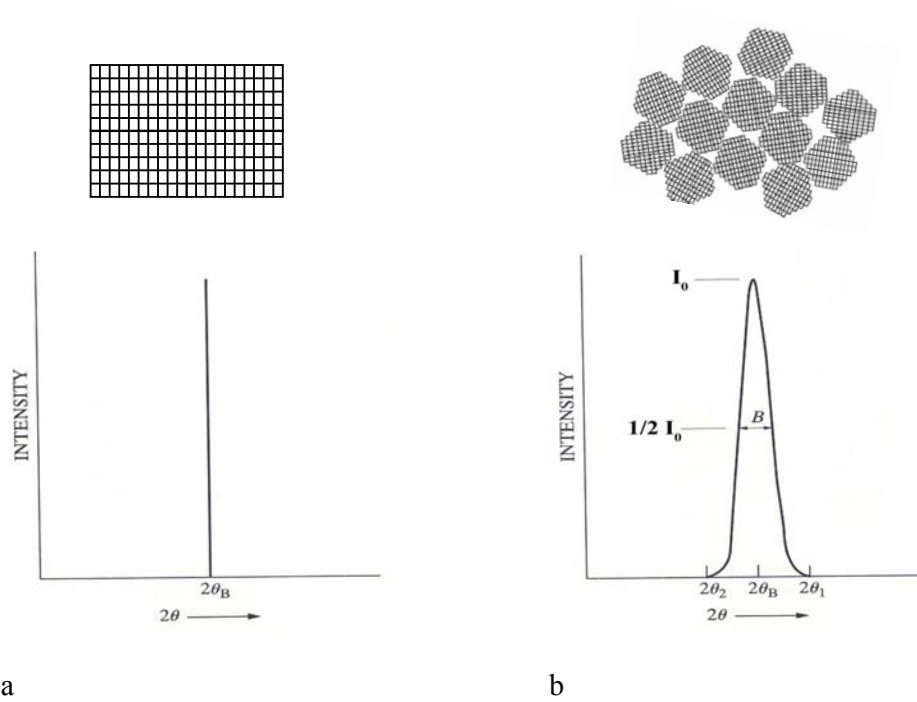 INTENSITY
2θB
2θ
a
I₀
1/2 I₀
B
INTENSITY
2θ₂ 2θB 2θ₁
2θ
b